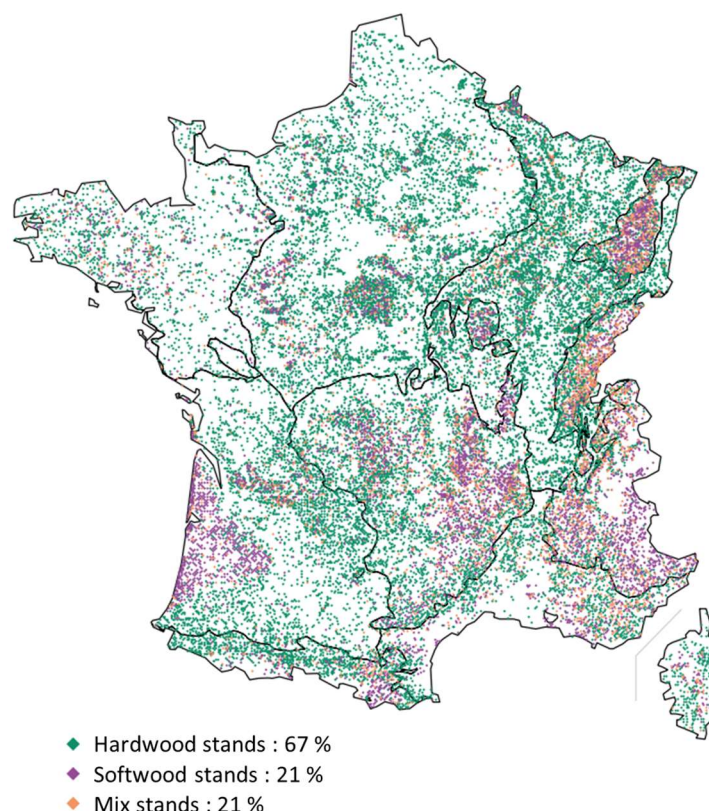 Hardwood stands : 67 %
Softwood stands : 21 %
Mix stands : 21 %